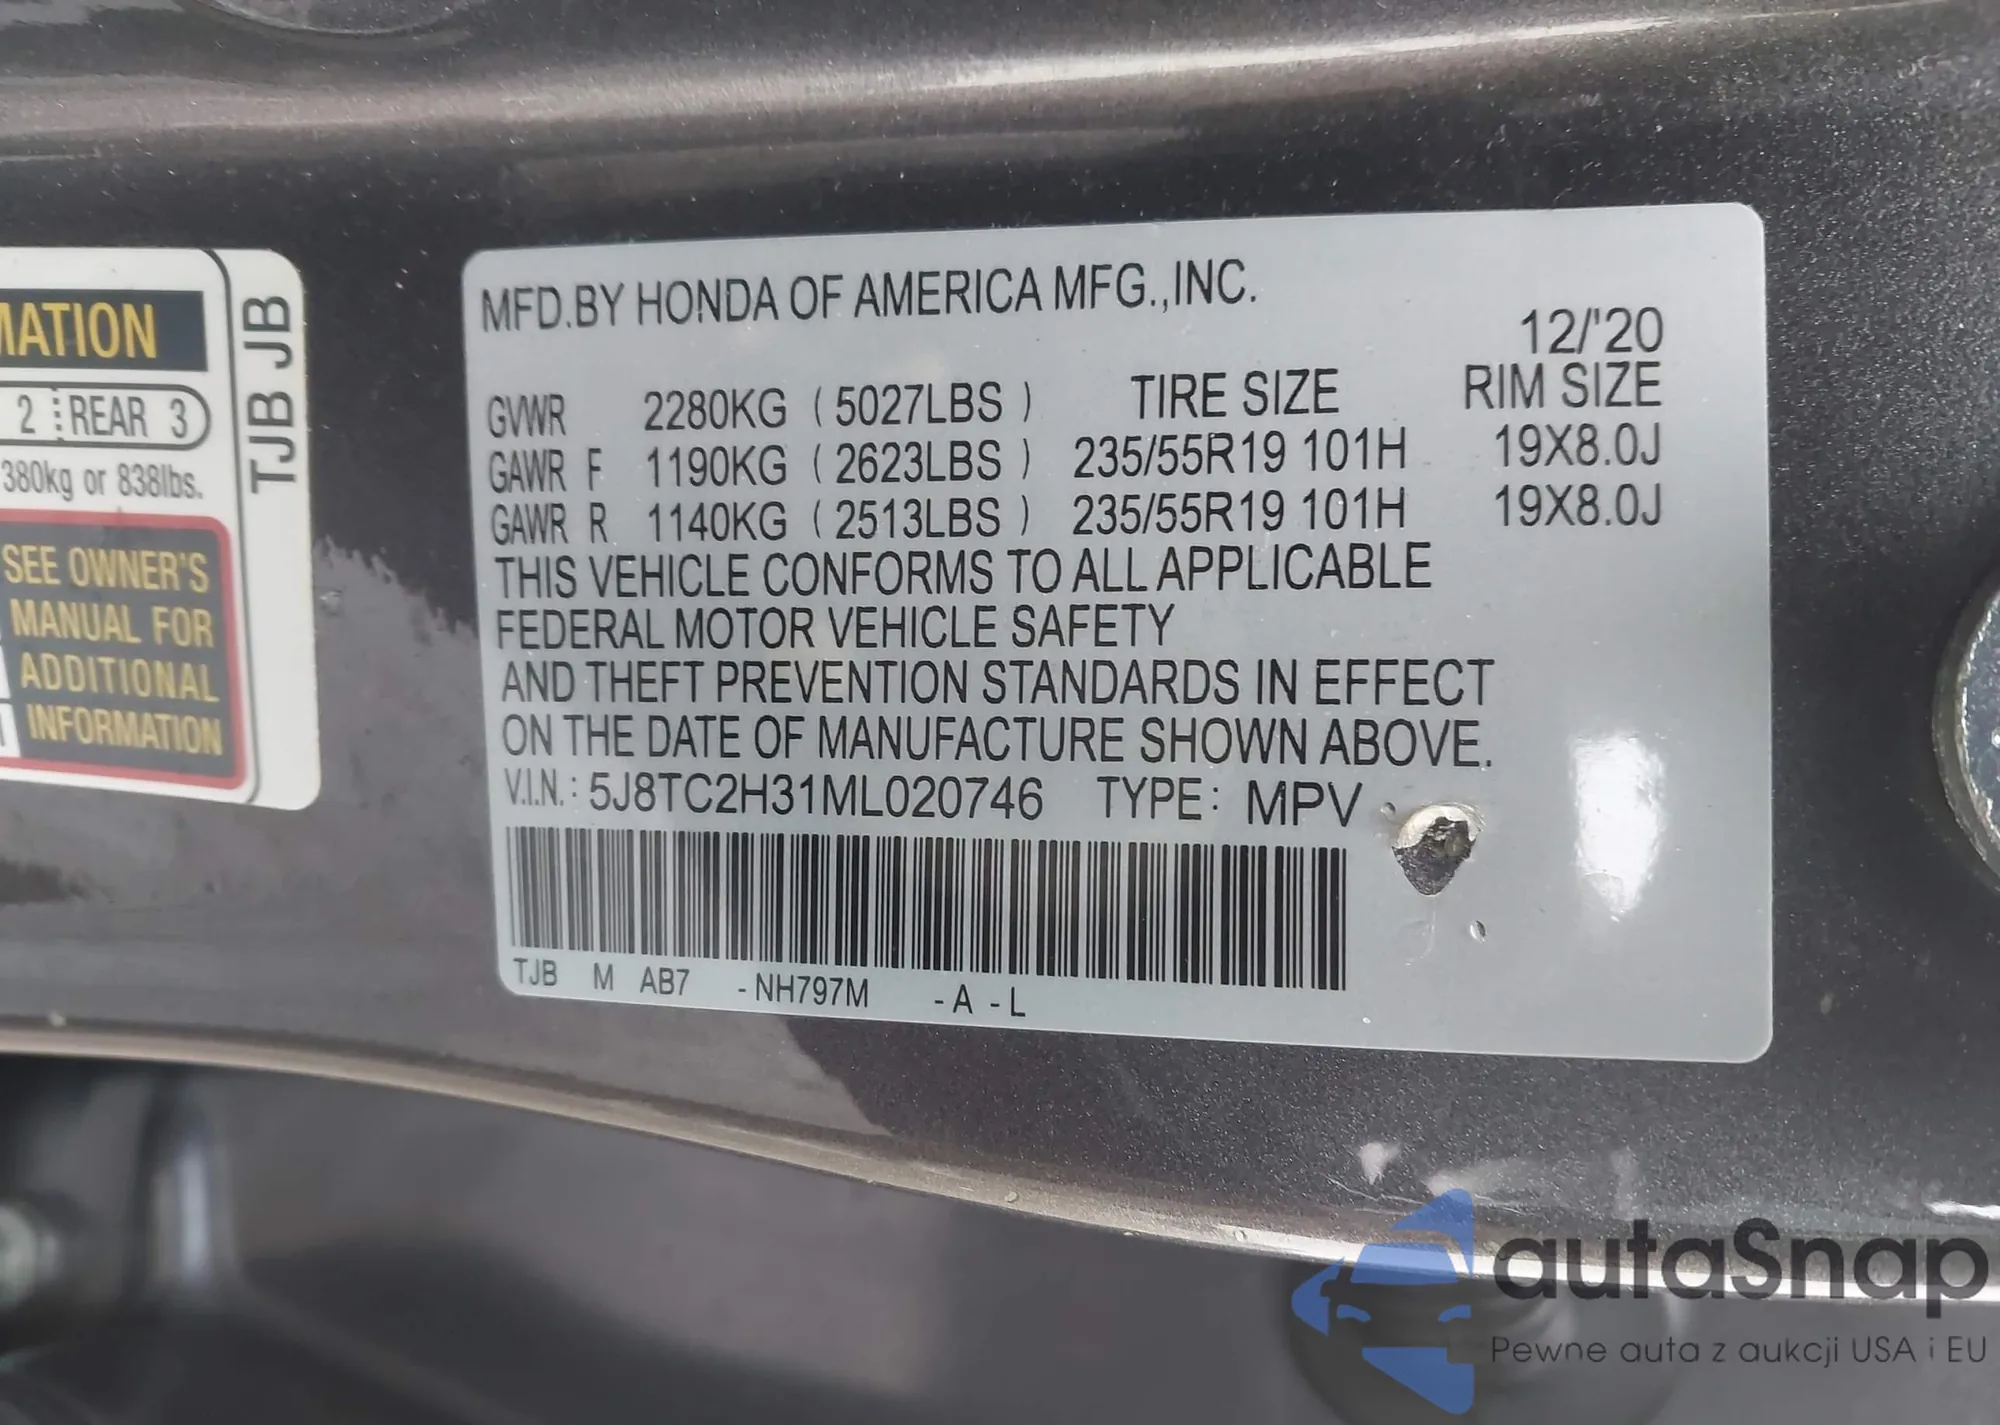 MATION
2 REAR 3
380kg or 838lbs.
SEE OWNER'S
MANUAL FOR
ADDITIONAL
INFORMATION
TJB JB
MFD.BY HONDA OF AMERICA MFG.,INC.
12/'20
GVWR 2280KG ( 5027LBS ) TIRE SIZE RIM SIZE
GAWR F 1190KG ( 2623LBS ) 235/55R19 101H 19X8.0J
GAWR R 1140KG ( 2513LBS ) 235/55R19 101H 19X8.0J
THIS VEHICLE CONFORMS TO ALL APPLICABLE
FEDERAL MOTOR VEHICLE SAFETY
AND THEFT PREVENTION STANDARDS IN EFFECT
ON THE DATE OF MANUFACTURE SHOWN ABOVE.
V.I.N.: 5J8TC2H31ML020746 TYPE: MPV
TJB M AB7 -NH797M -A -L
autaSnap
Pewne auta z aukcji USA i EU